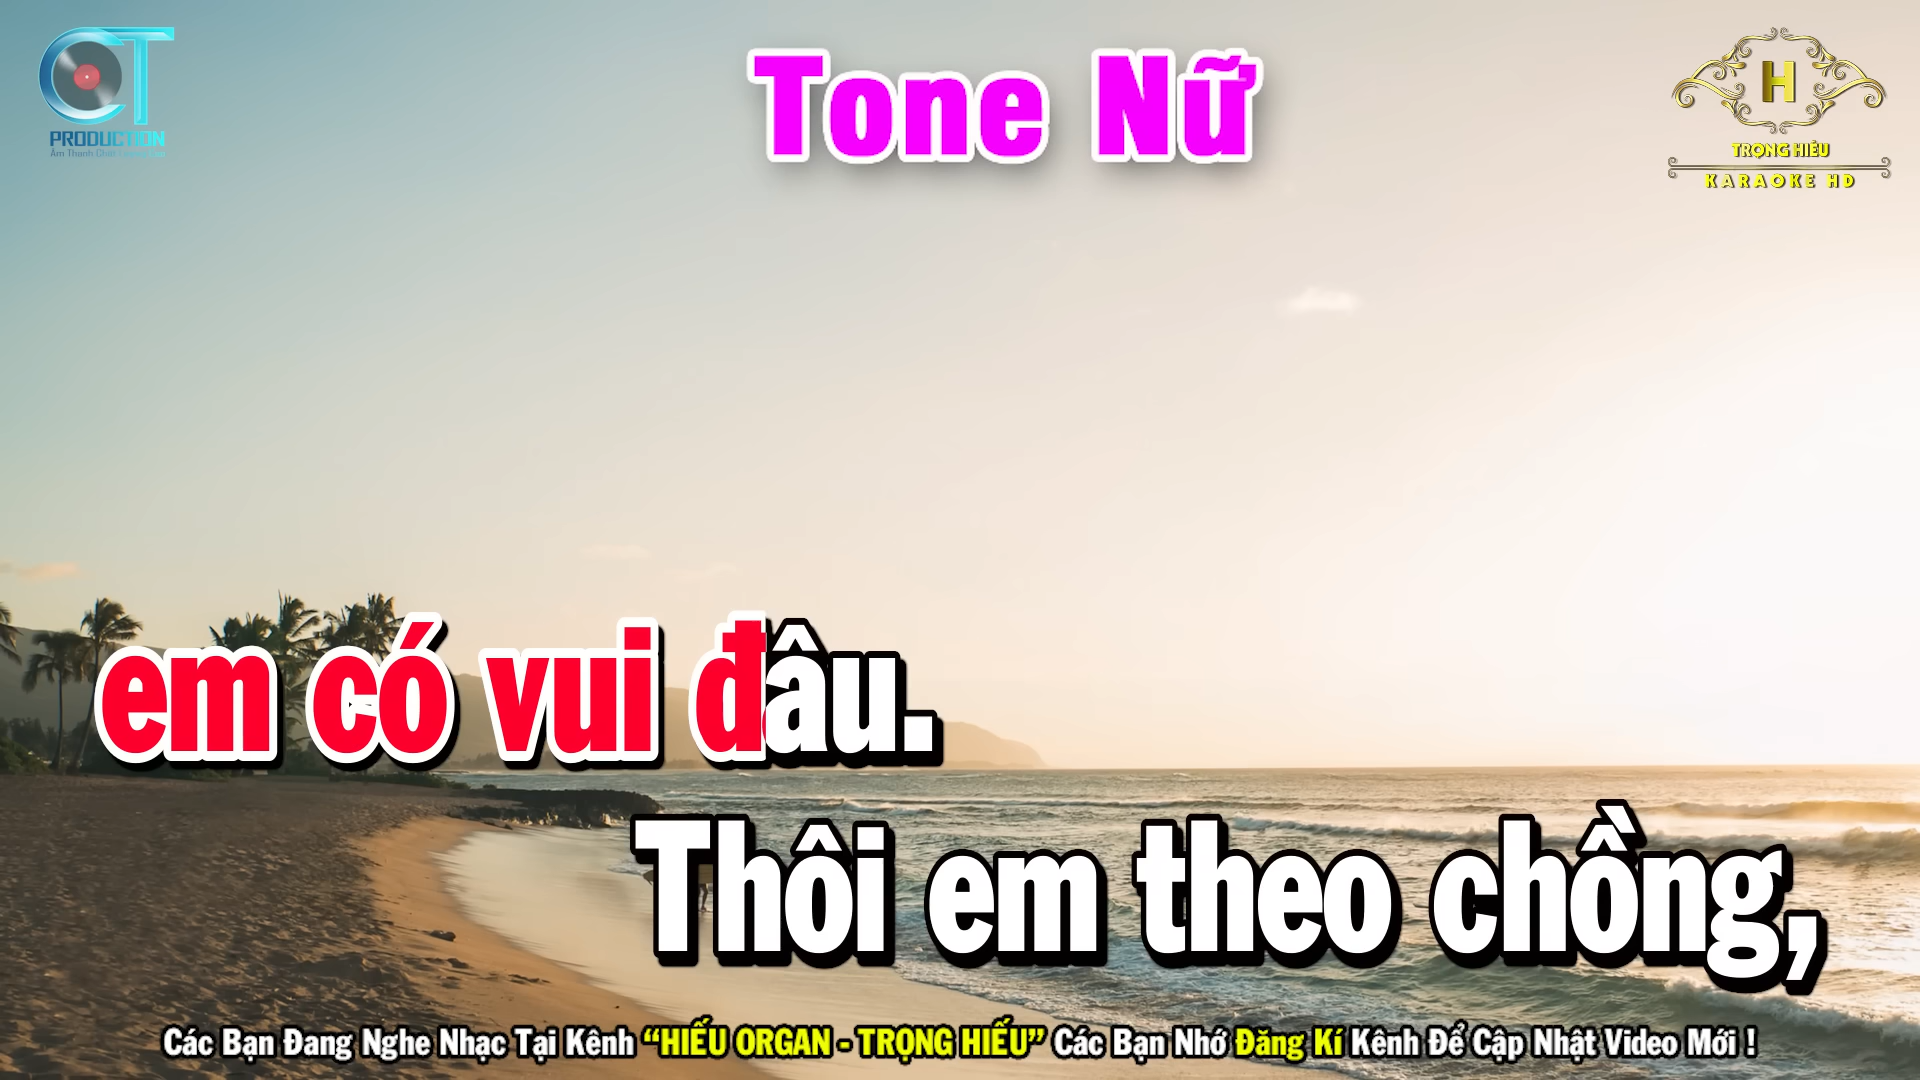 CT
PRODUCTION
Tone Nữ
H
TRỌNG HIẾU
KARAOKE HD
em có vui đâu.
Thôi em theo chồng,
Các Bạn Đang Nghe Nhạc Tại Kênh “HIẾU ORGAN - TRỌNG HIẾU” Các Bạn Nhớ Đăng Kí Kênh Để Cập Nhật Video Mới !